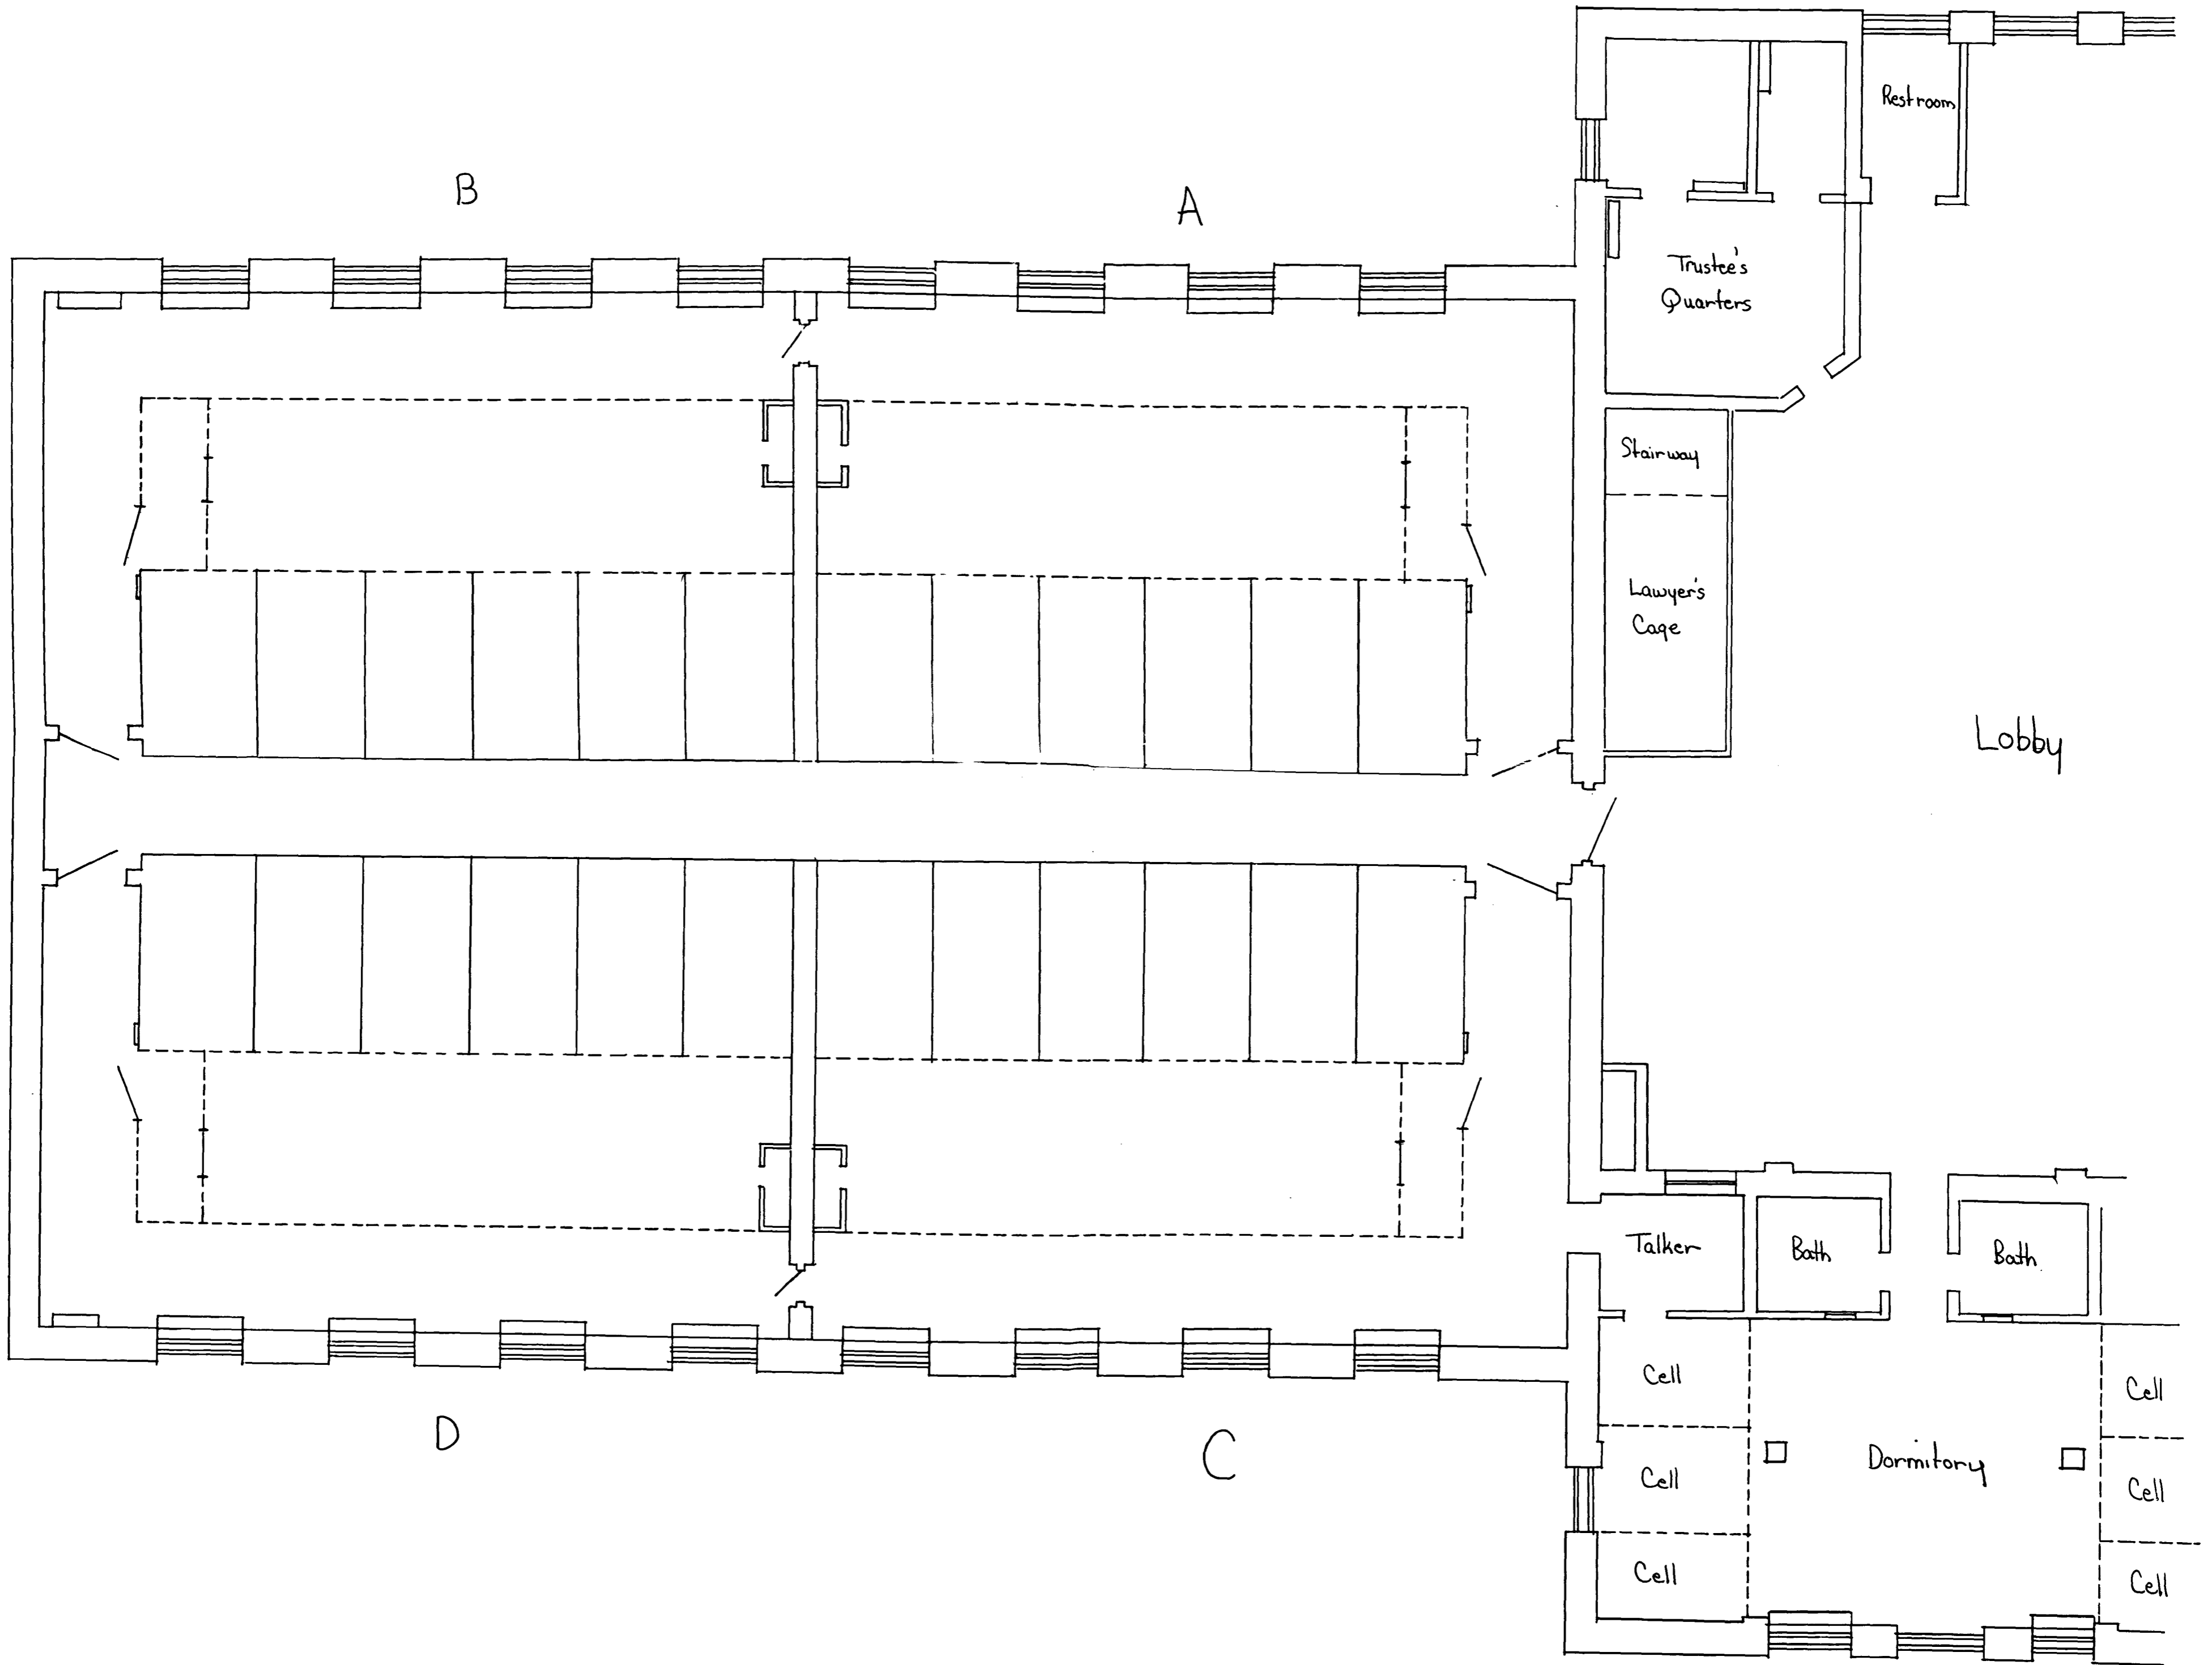 Restroom
B
A
Trustee's
Quarters
Stairway
Lawyer's
Cage
Lobby
Talker
Bath
Bath
Cell
Cell
D
C
Dormitory
Cell
Cell
Cell
Cell